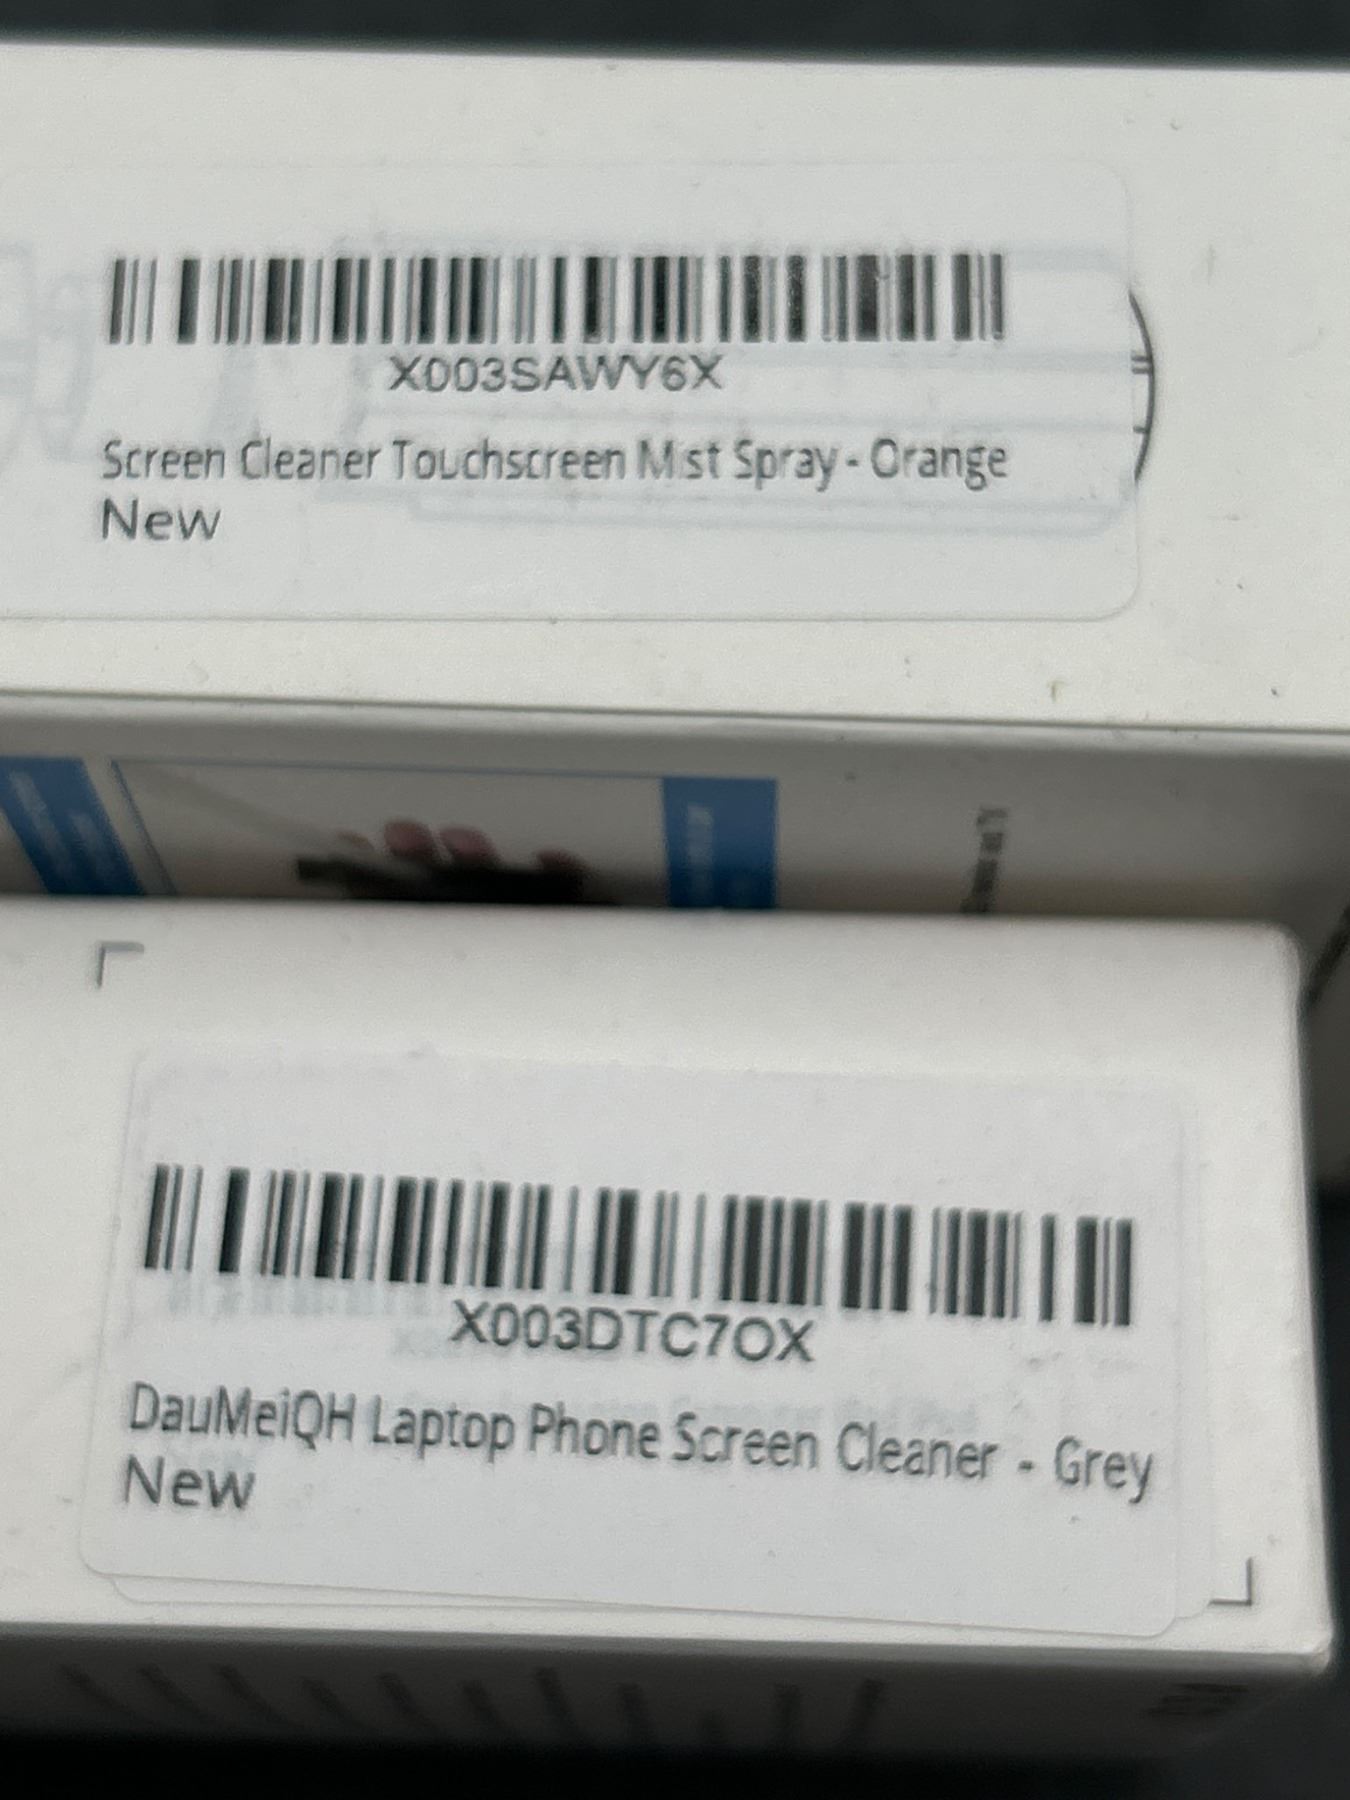 X003SAWY6X
Screen Cleaner Touchscreen Mist Spray - Orange
New
X003DTC7OX
DauMeiQH Laptop Phone Screen Cleaner - Grey
New